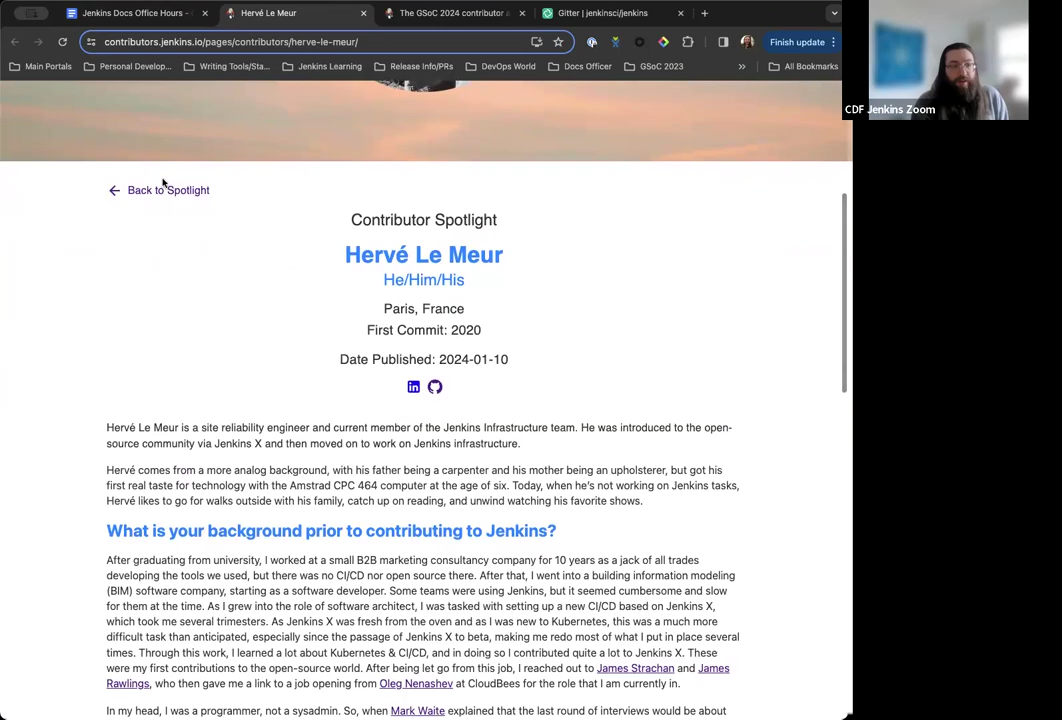 Jenkins Docs Office Hours -
Hervé Le Meur
The GSoC 2024 contributor a
Gitter | jenkinsci/jenkins
contributors.jenkins.io/pages/contributors/herve-le-meur/
Finish update
Main Portals
Personal Develop...
Writing Tools/Sta...
Jenkins Learning
Release Info/PRs
DevOps World
Docs Officer
GSoC 2023
»
All Bookmarks
CDF Jenkins Zoom
Back to Spotlight
Contributor Spotlight
Hervé Le Meur
He/Him/His
Paris, France
First Commit: 2020
Date Published: 2024-01-10
Hervé Le Meur is a site reliability engineer and current member of the Jenkins Infrastructure team. He was introduced to the open-
source community via Jenkins X and then moved on to work on Jenkins infrastructure.
Hervé comes from a more analog background, with his father being a carpenter and his mother being an upholsterer, but got his
first real taste for technology with the Amstrad CPC 464 computer at the age of six. Today, when he's not working on Jenkins tasks,
Hervé likes to go for walks outside with his family, catch up on reading, and unwind watching his favorite shows.
What is your background prior to contributing to Jenkins?
After graduating from university, I worked at a small B2B marketing consultancy company for 10 years as a jack of all trades
developing the tools we used, but there was no CI/CD nor open source there. After that, I went into a building information modeling
(BIM) software company, starting as a software developer. Some teams were using Jenkins, but it seemed cumbersome and slow
for them at the time. As I grew into the role of software architect, I was tasked with setting up a new CI/CD based on Jenkins X,
which took me several trimesters. As Jenkins X was fresh from the oven and as I was new to Kubernetes, this was a much more
difficult task than anticipated, especially since the passage of Jenkins X to beta, making me redo most of what I put in place several
times. Through this work, I learned a lot about Kubernetes & CI/CD, and in doing so I contributed quite a lot to Jenkins X. These
were my first contributions to the open-source world. After being let go from this job, I reached out to James Strachan and James
Rawlings, who then gave me a link to a job opening from Oleg Nenashev at CloudBees for the role that I am currently in.
In my head, I was a programmer, not a sysadmin. So, when Mark Waite explained that the last round of interviews would be about